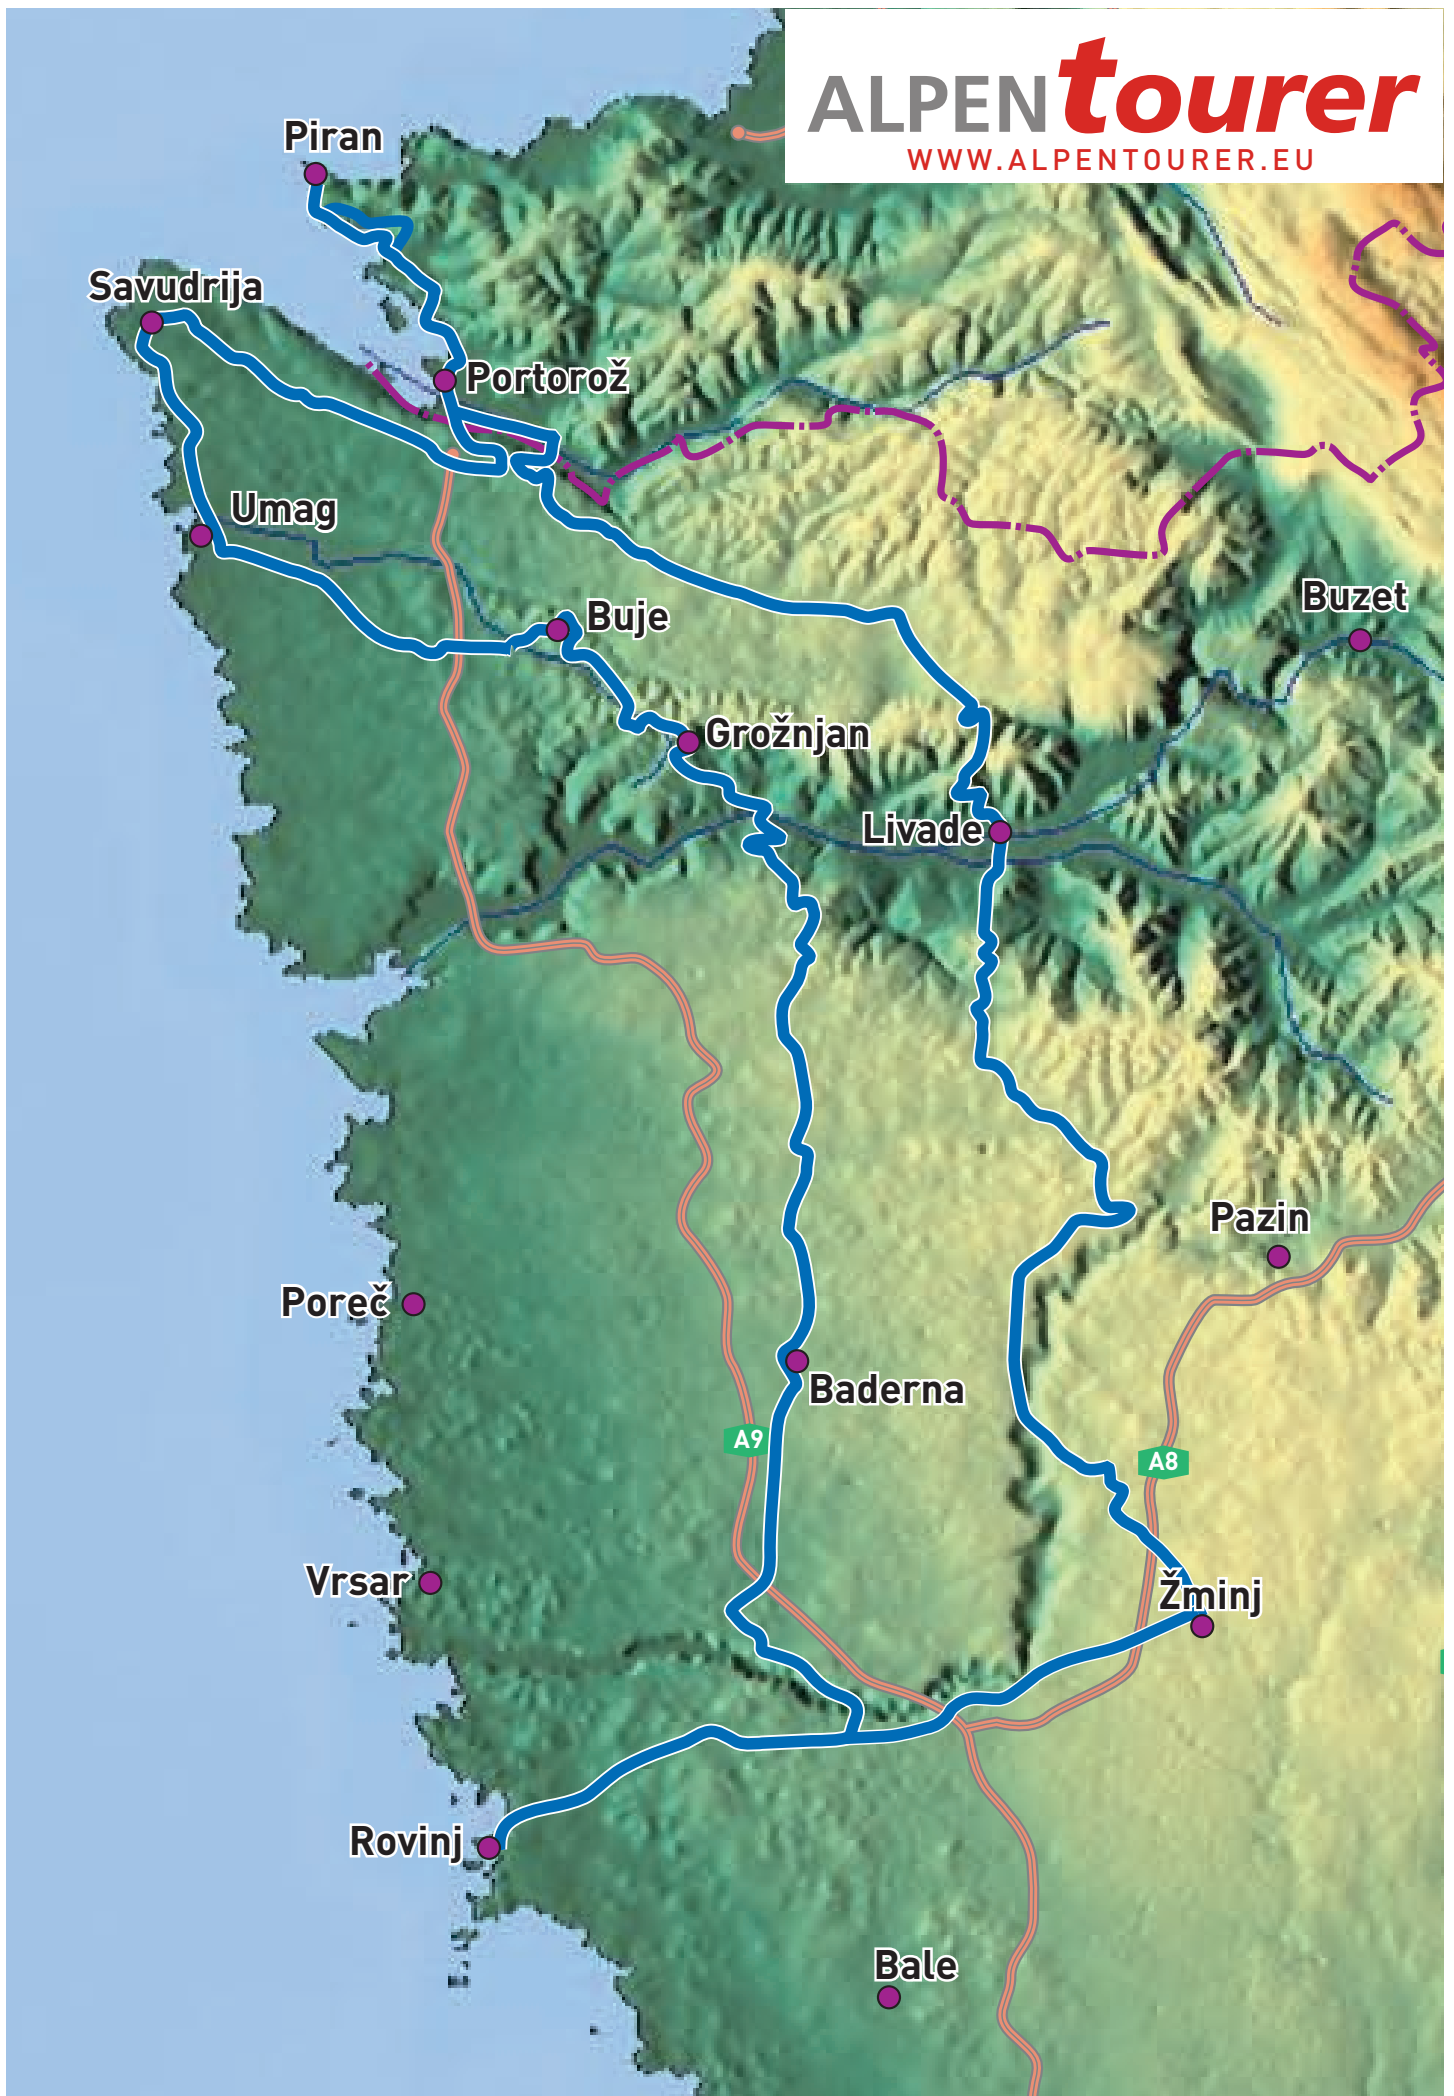 ALPENtourer
WWW.ALPENTOURER.EU
Piran
Savudrija
Portorož
Umag
Buje
Buzet
Grožnjan
Livade
Pazin
Poreč
Baderna
A9
A8
Vrsar
Žminj
Rovinj
Bale